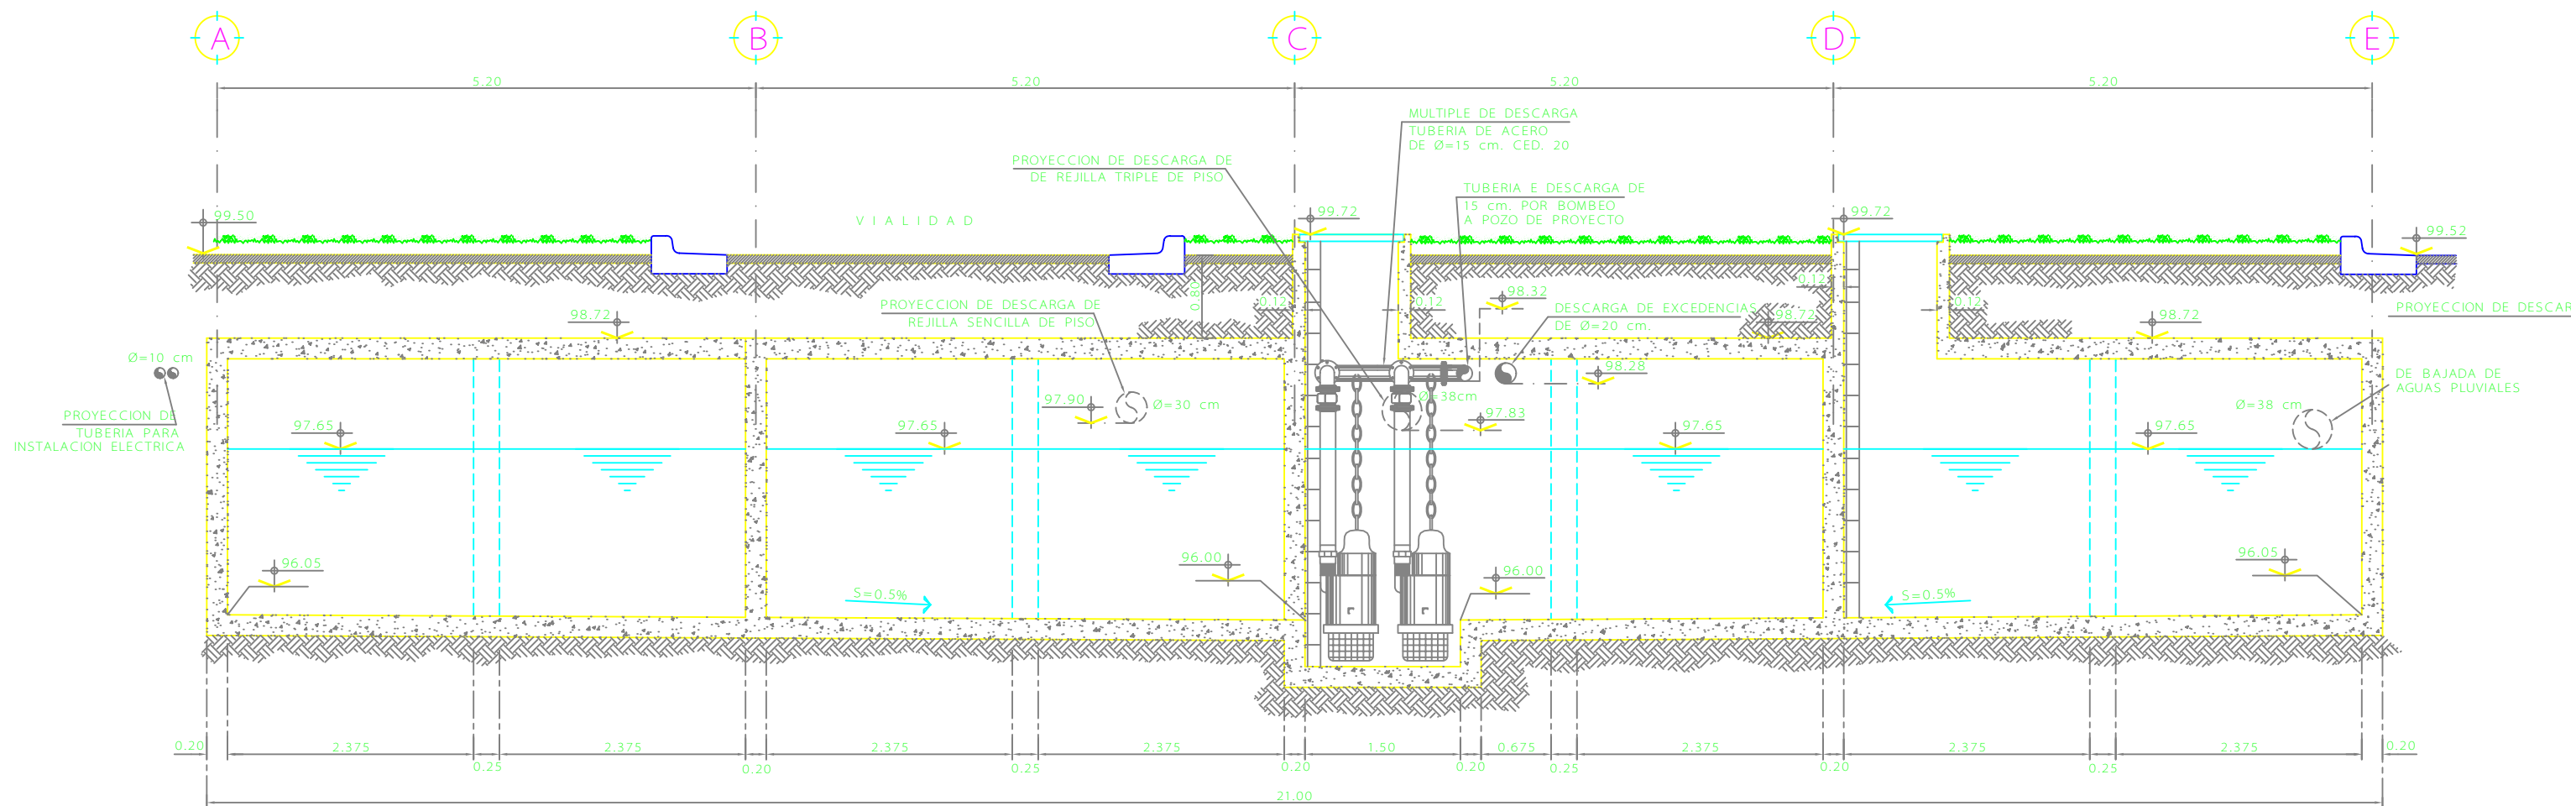 A B C D E
5.20 5.20 5.20 5.20
MULTIPLE DE DESCARGA
TUBERIA DE ACERO
DE Ø=15 cm. CED. 20
PROYECCION DE DESCARGA DE
DE REJILLA TRIPLE DE PISO
TUBERIA E DESCARGA DE
15 cm. POR BOMBEO
A POZO DE PROYECTO
99.50
VIALIDAD
99.72
99.72
99.52
0.80
0.12
0.12
0.12
0.12
98.32
PROYECCION DE DESCARGA DE
REJILLA SENCILLA DE PISO
DESCARGA DE EXCEDENCIAS
DE Ø=20 cm.
PROYECCION DE DESCAR
98.72
98.72
98.72
Ø=10 cm
98.28
DE BAJADA DE
AGUAS PLUVIALES
PROYECCION DE
TUBERIA PARA
INSTALACION ELECTRICA
97.90
Ø=30 cm
Ø=38cm
97.83
Ø=38 cm
97.65
97.65
97.65
97.65
96.05
96.00
96.00
96.05
S=0.5%
S=0.5%
0.20 2.375 2.375 2.375 2.375 1.50 0.675 2.375 2.375 2.375 0.20
0.25 0.20 0.25 0.20 0.20 0.25 0.20 0.25
21.00